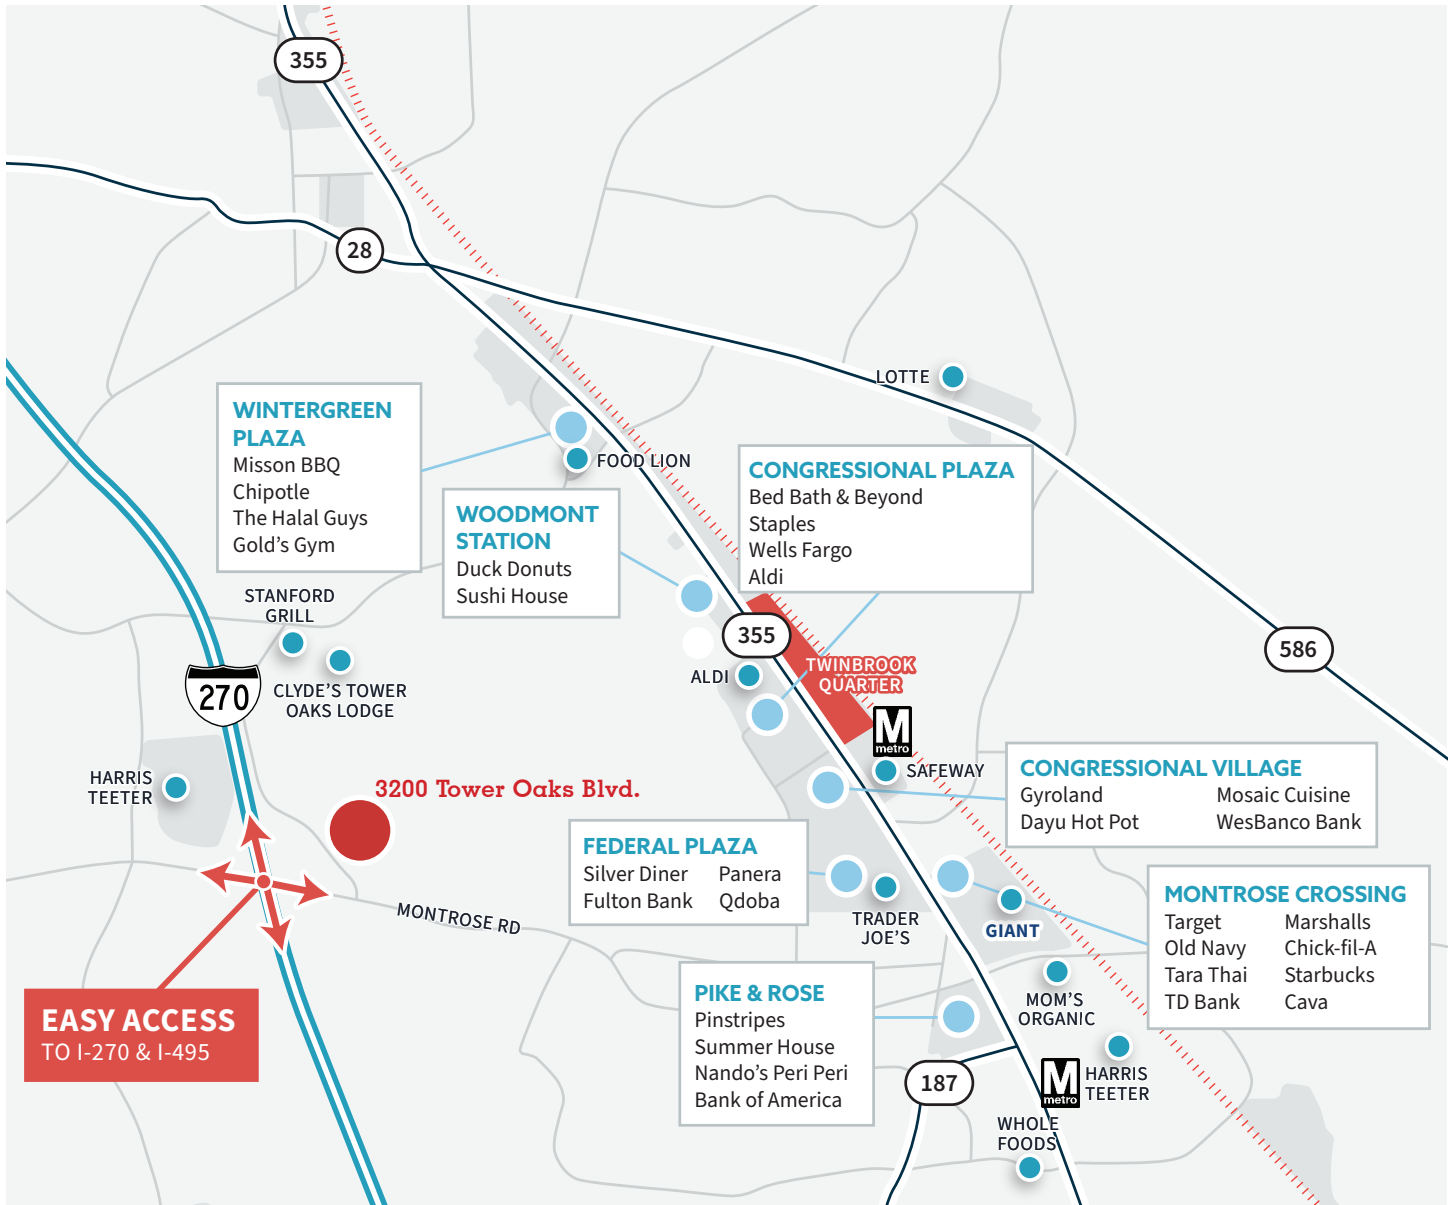 355
28
LOTTE
WINTERGREEN
PLAZA
Misson BBQ
Chipotle
The Halal Guys
Gold's Gym
FOOD LION
WOODMONT
STATION
Duck Donuts
Sushi House
CONGRESSIONAL PLAZA
Bed Bath & Beyond
Staples
Wells Fargo
Aldi
STANFORD
GRILL
CLYDE'S TOWER
OAKS LODGE
270
355
586
ALDI
TWINBROOK
QUARTER
M
metro
SAFEWAY
HARRIS
TEETER
3200 Tower Oaks Blvd.
CONGRESSIONAL VILLAGE
Gyroland Mosaic Cuisine
Dayu Hot Pot WesBanco Bank
FEDERAL PLAZA
Silver Diner Panera
Fulton Bank Qdoba
TRADER
JOE'S
GIANT
MONTROSE CROSSING
Target Marshalls
Old Navy Chick-fil-A
Tara Thai Starbucks
TD Bank Cava
MONTROSE RD
EASY ACCESS
TO I-270 & I-495
PIKE & ROSE
Pinstripes
Summer House
Nando's Peri Peri
Bank of America
MOM'S
ORGANIC
187
M
metro
HARRIS
TEETER
WHOLE
FOODS